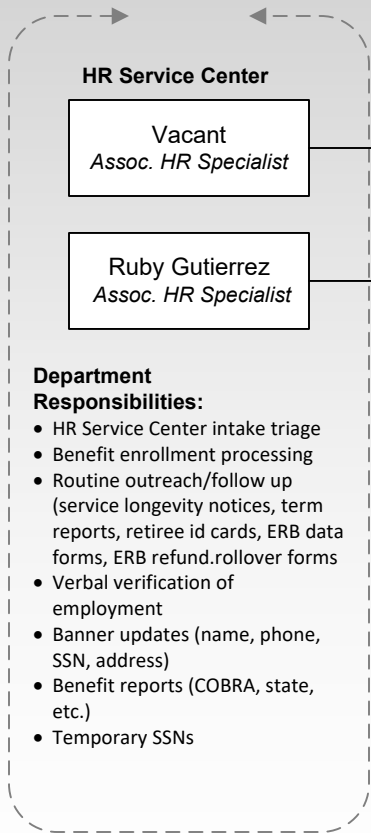 HR Service Center
Vacant
Assoc. HR Specialist
Ruby Gutierrez
Assoc. HR Specialist
Department
Responsibilities:
• HR Service Center intake triage
• Benefit enrollment processing
• Routine outreach/follow up
(service longevity notices, term
reports, retiree id cards, ERB data
forms, ERB refund.rollover forms
• Verbal verification of
employment
• Banner updates (name, phone,
SSN, address)
• Benefit reports (COBRA, state,
etc.)
• Temporary SSNs